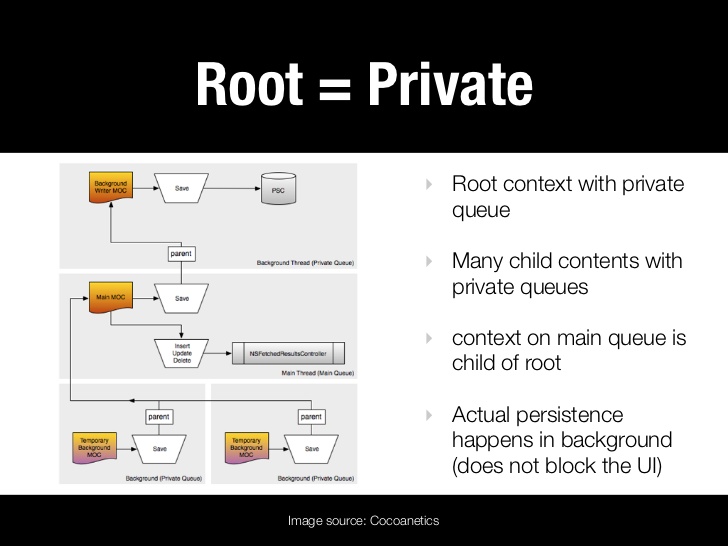 Root = Private
Background
Writer MOC
Save
PSC
parent
Background Thread (Private Queue)
Main MOC
Save
Insert
Update
Delete
NSFetchedResultsController
Main Thread (Main Queue)
parent
Temporary
Background
MOC
Save
Background (Private Queue)
parent
Temporary
Background
MOC
Save
Background (Private Queue)
Root context with private
queue
Many child contents with
private queues
context on main queue is
child of root
Actual persistence
happens in background
(does not block the UI)
Image source: Cocoanetics